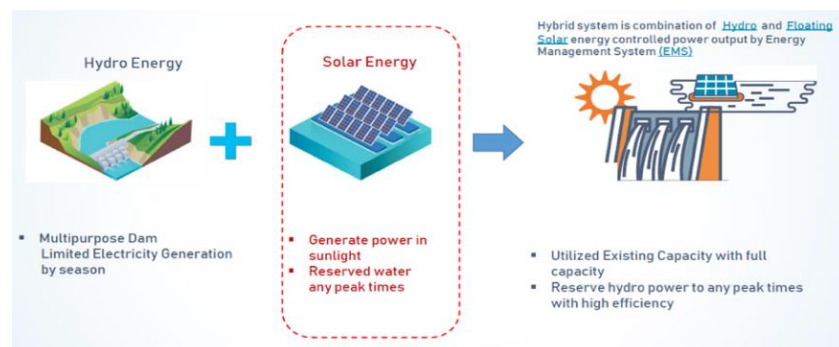 Hydro Energy
▪ Multipurpose Dam
Limited Electricity Generation
by season
Solar Energy
▪ Generate power in
sunlight
▪ Reserved water
any peak times
Hybrid system is combination of Hydro and Floating
Solar energy controlled power output by Energy
Management System (EMS)
▪ Utilized Existing Capacity with full
capacity
▪ Reserve hydro power to any peak times
with high efficiency